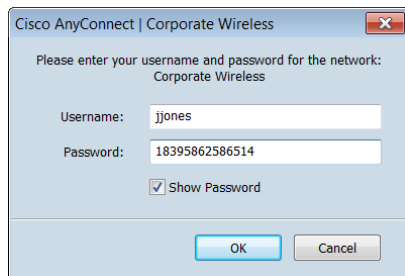 Cisco AnyConnect | Corporate Wireless
Please enter your username and password for the network:
Corporate Wireless
Username: jjones
Password: 18395862586514
Show Password
OK Cancel